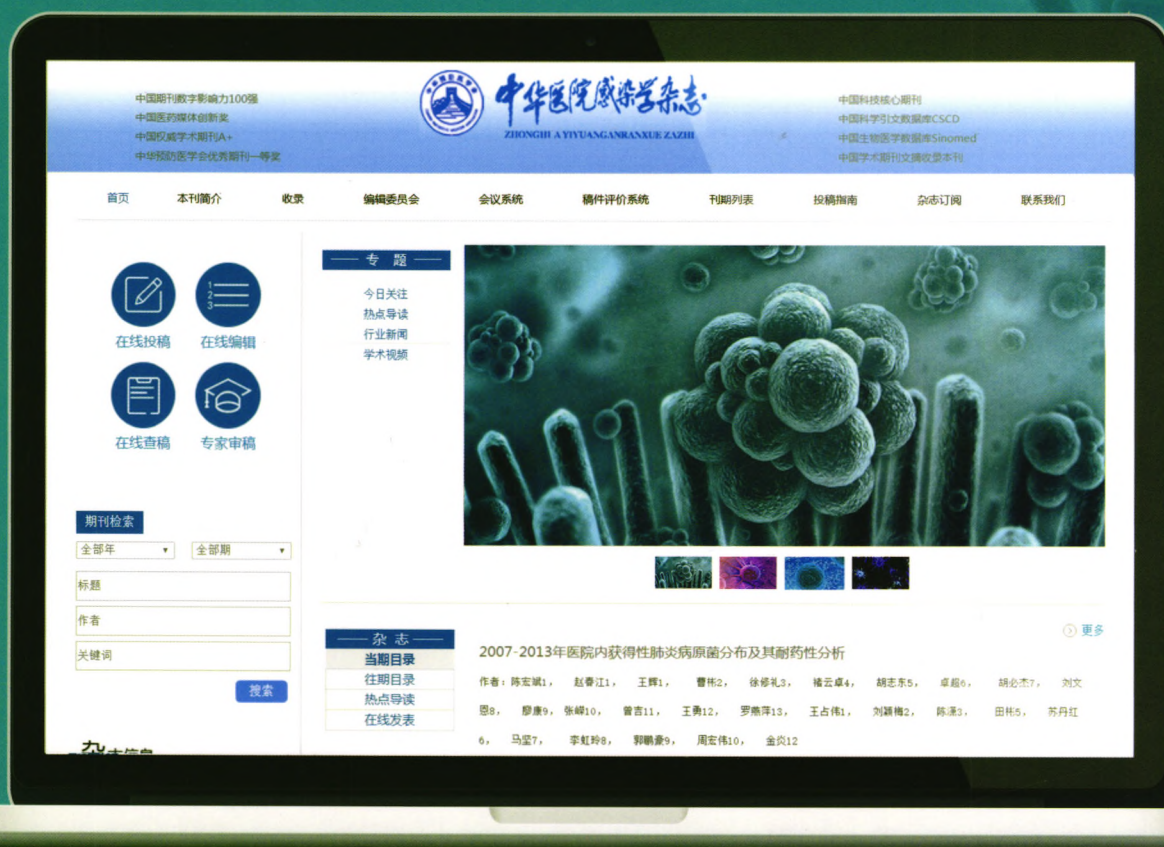 中国期刊数字影响力100强
中国医药媒体创新奖
中国权威学术期刊A+
中华预防医学会优秀期刊一等奖
中华医院感染学杂志
ZHONGHUA YIYUANGANRANXUE ZAZHI
中国科技核心期刊
中国科学引文数据库CSCD
中国生物医学数据库Sinomed
中国学术期刊文摘收录本刊
首页 本刊简介 收录 编辑委员会 会议系统 稿件评价系统 刊期列表 投稿指南 杂志订阅 联系我们
在线投稿 在线编辑
在线查稿 专家审稿
专 题
今日关注
热点导读
行业新闻
学术视频
期刊检索
全部年 全部期
标题
作者
关键词
搜索
杂 志
当期目录
往期目录
热点导读
在线发表
更多
2007-2013年医院内获得性肺炎病原菌分布及其耐药性分析
作者：陈宏斌1， 赵春江1， 王辉1， 曹彬2， 徐修礼3， 褚云卓4， 胡志东5， 卓超6， 胡必杰7， 刘文
恩8， 廖康9， 张嵘10， 曾吉11， 王勇12， 罗燕萍13， 王占伟1， 刘颖梅2， 陈潇3， 田彬5， 苏丹红
6， 马坚7， 李虹玲8， 郭鹏豪9， 周宏伟10， 金炎12